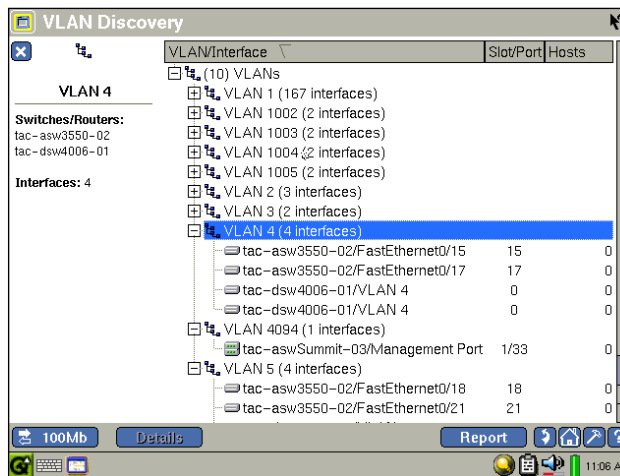 VLAN Discovery
VLAN 4
Switches/Routers:
tac-asw3550-02
tac-dsw4006-01
Interfaces: 4
VLAN/Interface Slot/Port Hosts
(10) VLANs
VLAN 1 (167 interfaces)
VLAN 1002 (2 interfaces)
VLAN 1003 (2 interfaces)
VLAN 1004 (2 interfaces)
VLAN 1005 (2 interfaces)
VLAN 2 (3 interfaces)
VLAN 3 (2 interfaces)
VLAN 4 (4 interfaces)
tac-asw3550-02/FastEthernet0/15 15 0
tac-asw3550-02/FastEthernet0/17 17 0
tac-dsw4006-01/VLAN 4 0 0
tac-dsw4006-01/VLAN 4 0 0
VLAN 4094 (1 interfaces)
tac-aswSummit-03/Management Port 1/33 0
VLAN 5 (4 interfaces)
tac-asw3550-02/FastEthernet0/18 18 0
tac-asw3550-02/FastEthernet0/21 21 0
100Mb Details Report ?
11:06 A